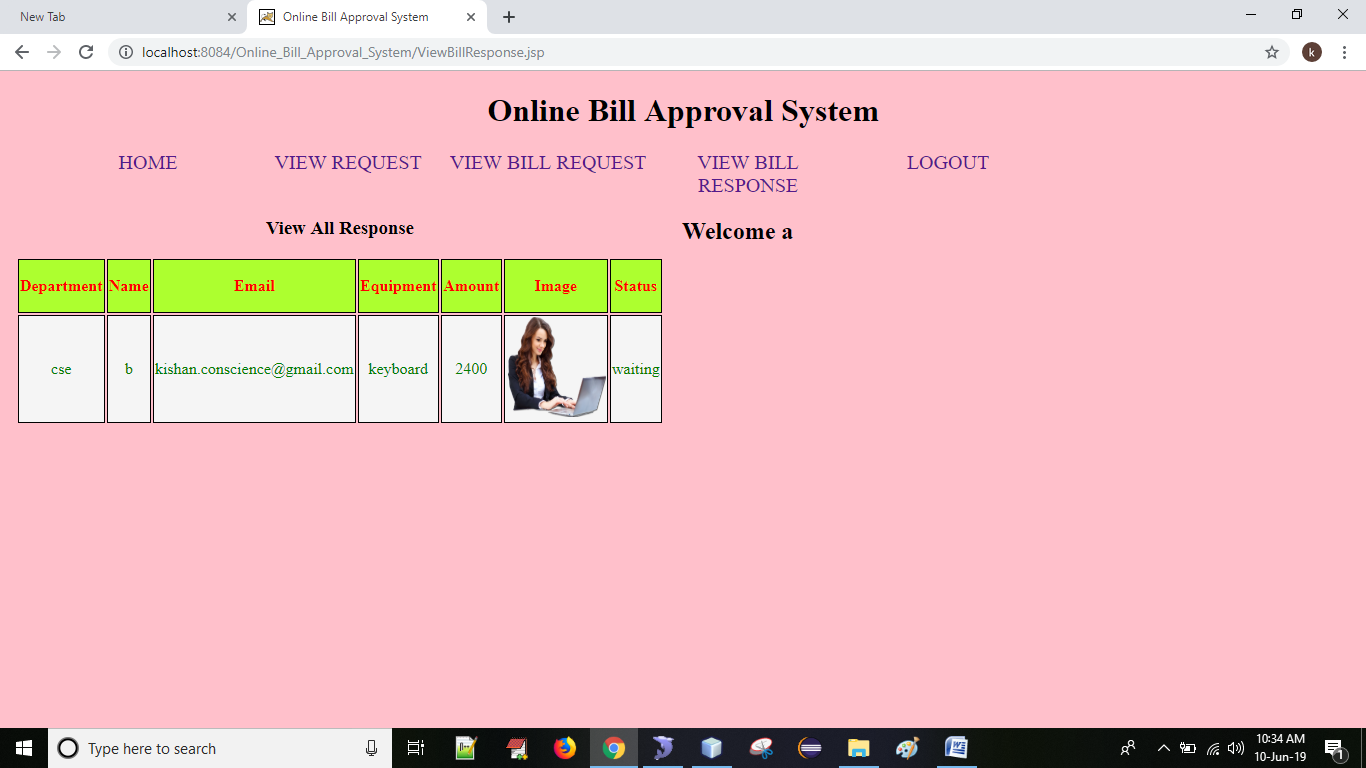 New Tab
Online Bill Approval System
localhost:8084/Online_Bill_Approval_System/ViewBillResponse.jsp
k
Online Bill Approval System
HOME VIEW REQUEST VIEW BILL REQUEST VIEW BILL RESPONSE LOGOUT
View All Response
Welcome a
Department Name Email Equipment Amount Image Status
cse b kishan.conscience@gmail.com keyboard 2400 waiting
Type here to search
10:34 AM
10-Jun-19
1